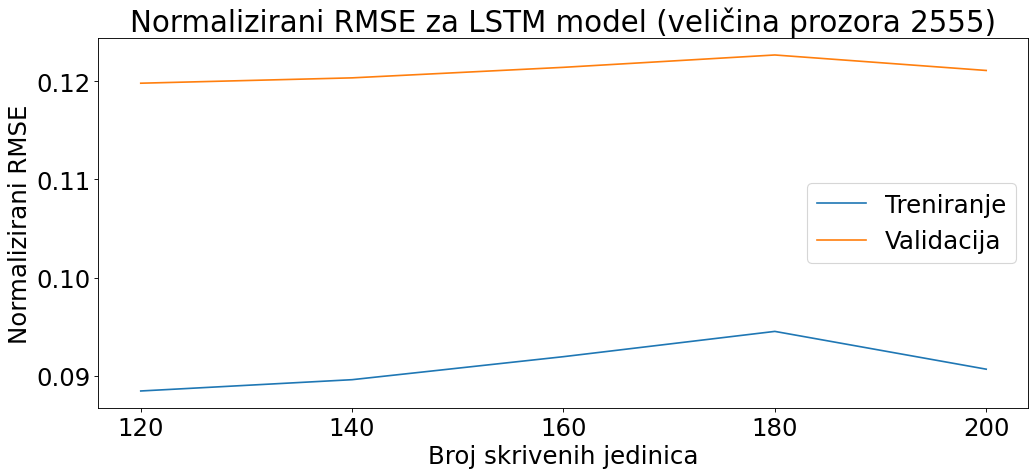 Normalizirani RMSE za LSTM model (veličina prozora 2555)
Normalizirani RMSE
0.12
0.11
0.10
0.09
Treniranje
Validacija
120 140 160 180 200
Broj skrivenih jedinica